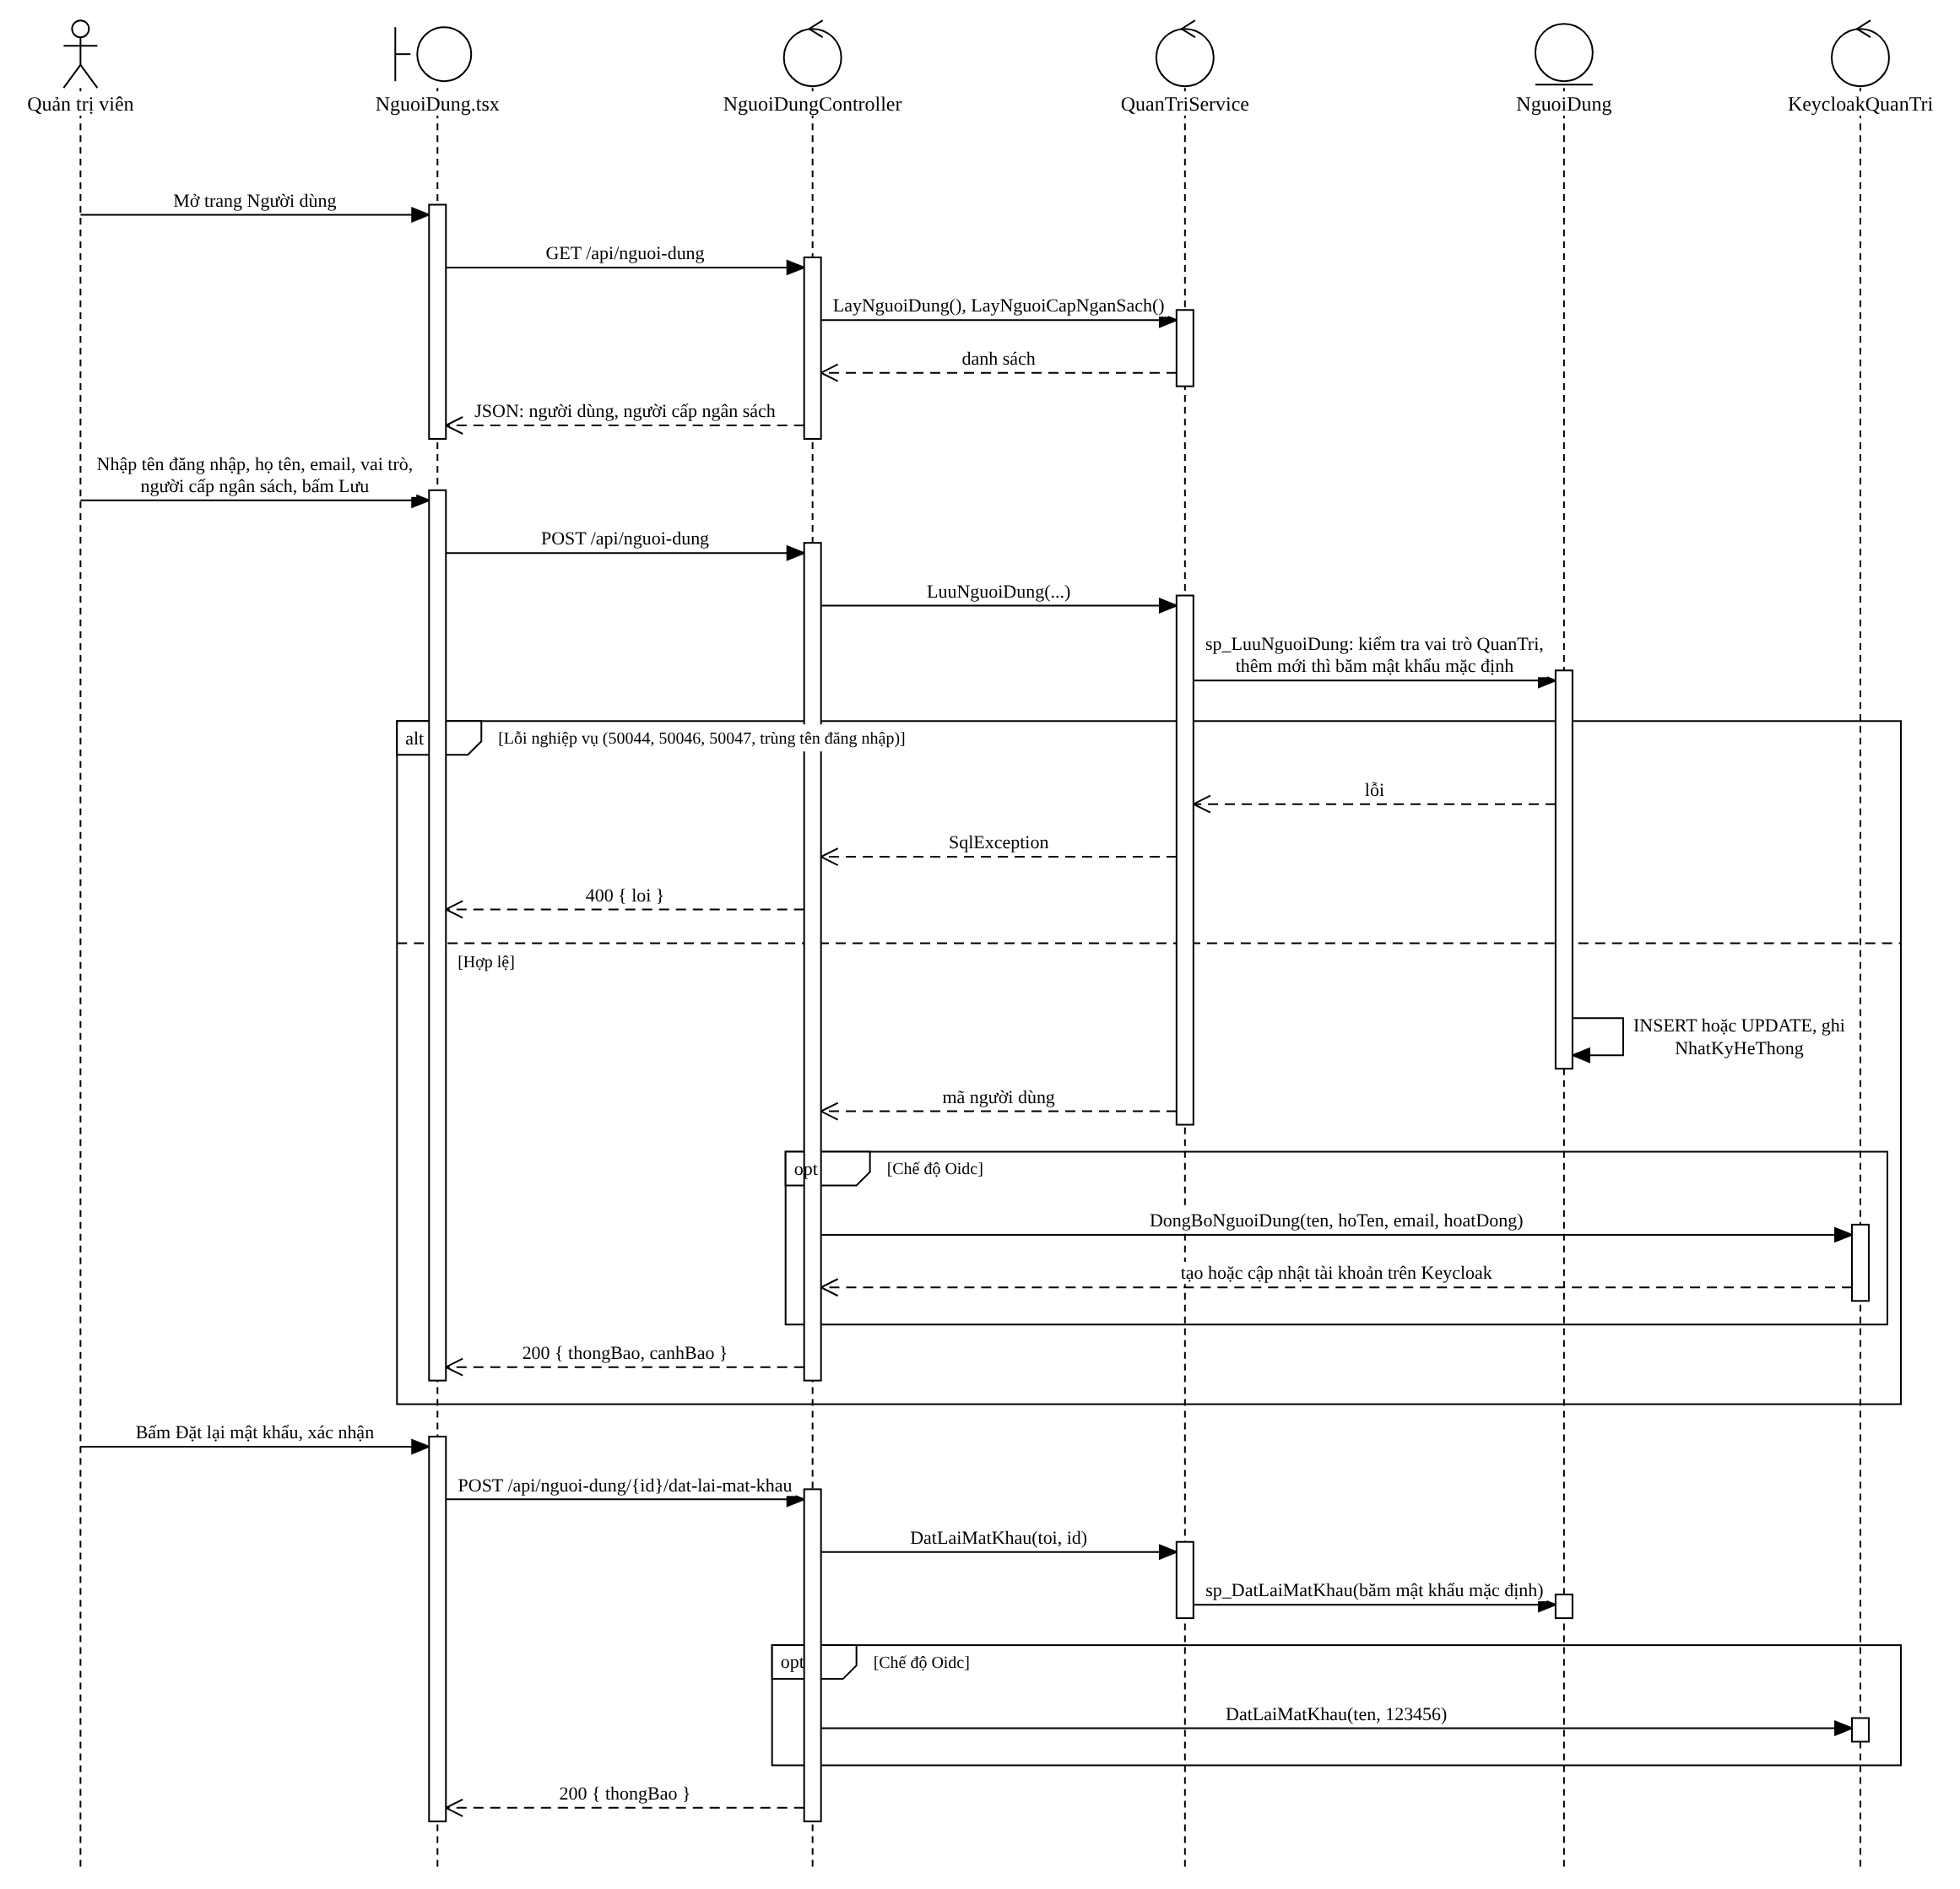 Quản trị viên
NguoiDung.tsx
NguoiDungController
QuanTriService
NguoiDung
KeycloakQuanTri
Mở trang Người dùng
GET /api/nguoi-dung
LayNguoiDung(), LayNguoiCapNganSach()
danh sách
JSON: người dùng, người cấp ngân sách
Nhập tên đăng nhập, họ tên, email, vai trò,
người cấp ngân sách, bấm Lưu
POST /api/nguoi-dung
LuuNguoiDung(...)
sp_LuuNguoiDung: kiểm tra vai trò QuanTri,
thêm mới thì băm mật khẩu mặc định
alt
[Lỗi nghiệp vụ (50044, 50046, 50047, trùng tên đăng nhập)]
lỗi
SqlException
400 { loi }
[Hợp lệ]
INSERT hoặc UPDATE, ghi
NhatKyHeThong
mã người dùng
opt
[Chế độ Oidc]
DongBoNguoiDung(ten, hoTen, email, hoatDong)
tạo hoặc cập nhật tài khoản trên Keycloak
200 { thongBao, canhBao }
Bấm Đặt lại mật khẩu, xác nhận
POST /api/nguoi-dung/{id}/dat-lai-mat-khau
DatLaiMatKhau(toi, id)
sp_DatLaiMatKhau(băm mật khẩu mặc định)
opt
[Chế độ Oidc]
DatLaiMatKhau(ten, 123456)
200 { thongBao }